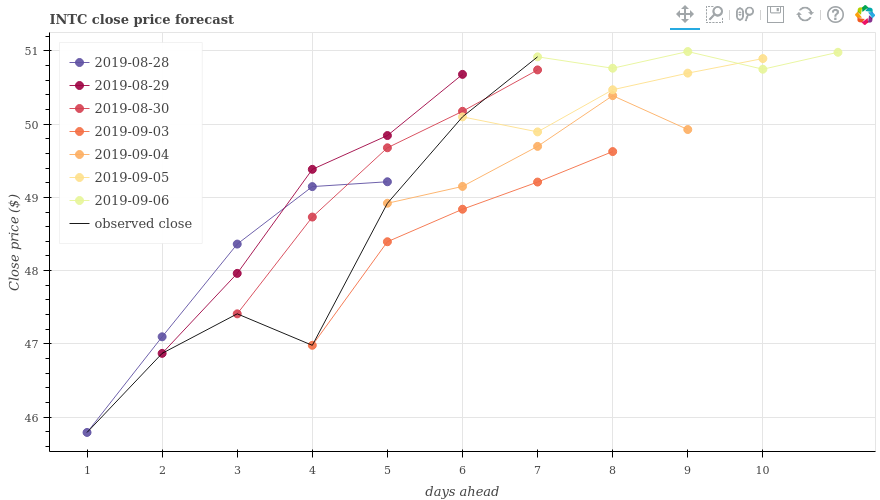 INTC close price forecast
51
50
49
48
47
46
Close price ($)
2019-08-28
2019-08-29
2019-08-30
2019-09-03
2019-09-04
2019-09-05
2019-09-06
observed close
1 2 3 4 5 6 7 8 9 10
days ahead